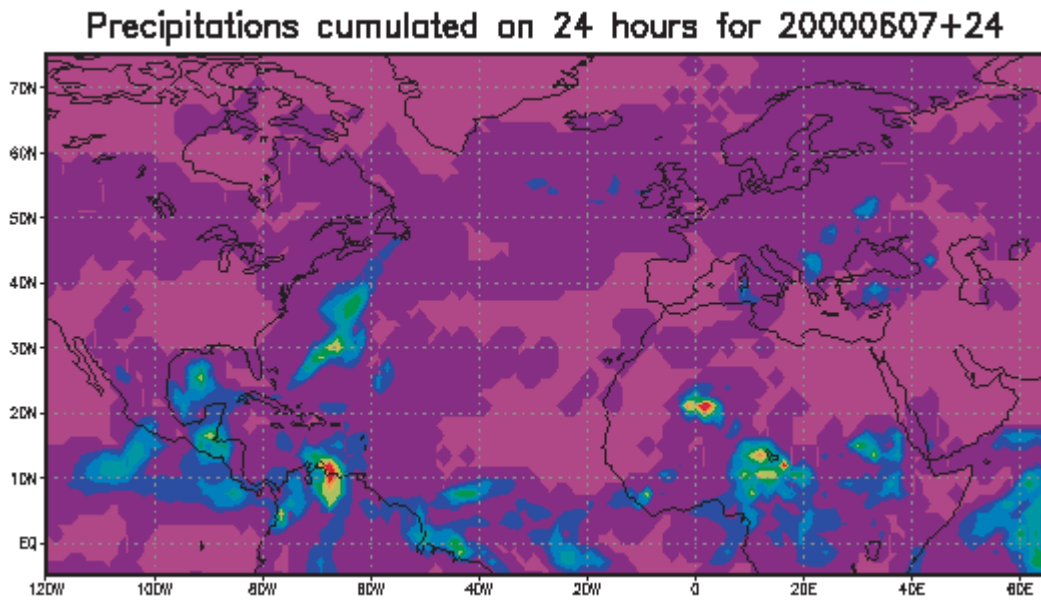 Precipitations cumulated on 24 hours for 20000607+24
70N
60N
50N
40N
30N
20N
10N
EQ
120W 100W 80W 60W 40W 20W 0 20E 40E 60E